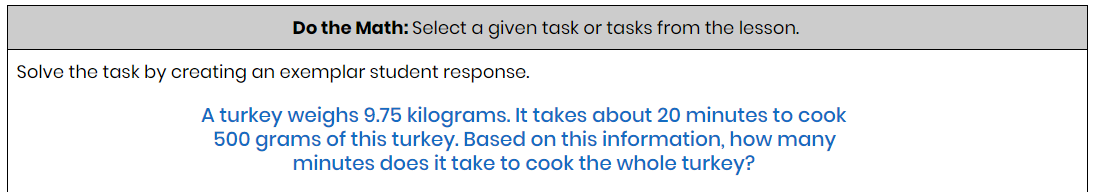 Do the Math: Select a given task or tasks from the lesson.
Solve the task by creating an exemplar student response.
A turkey weighs 9.75 kilograms. It takes about 20 minutes to cook
500 grams of this turkey. Based on this information, how many
minutes does it take to cook the whole turkey?